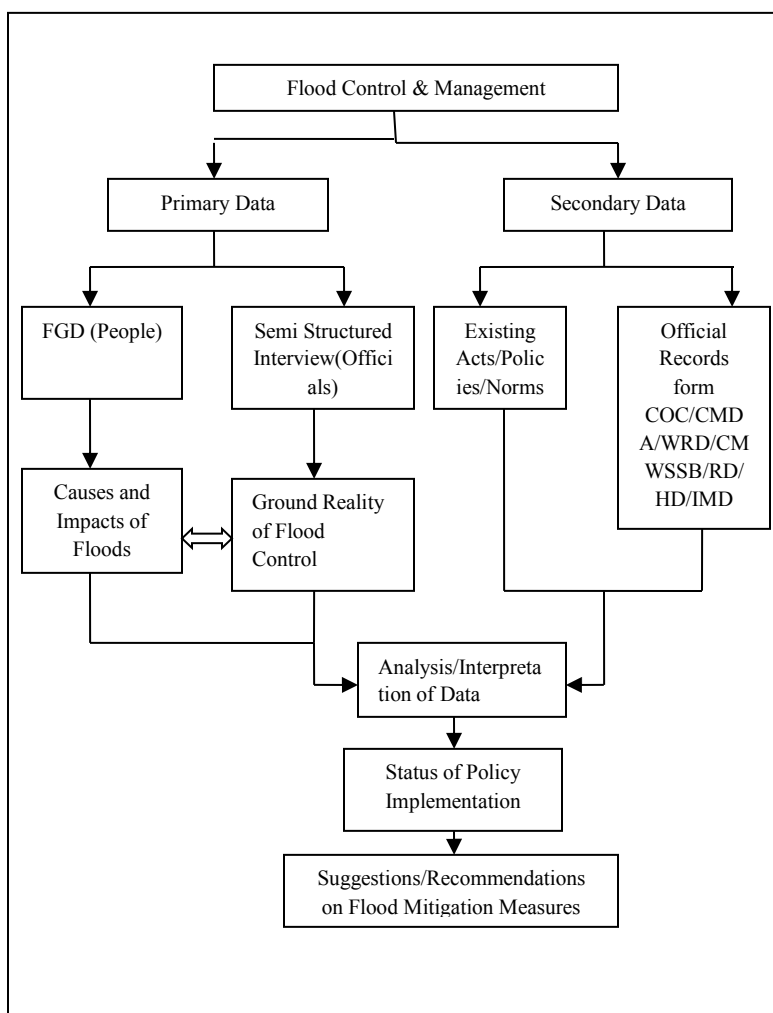 Flood Control & Management
Primary Data
Secondary Data
FGD (People)
Semi Structured
Interview(Offici
als)
Existing
Acts/Polic
ies/Norms
Official
Records
form
COC/CMD
A/WRD/CM
WSSB/RD/
HD/IMD
Causes and
Impacts of
Floods
Ground Reality
of Flood
Control
Analysis/Interpreta
tion of Data
Status of Policy
Implementation
Suggestions/Recommendations
on Flood Mitigation Measures